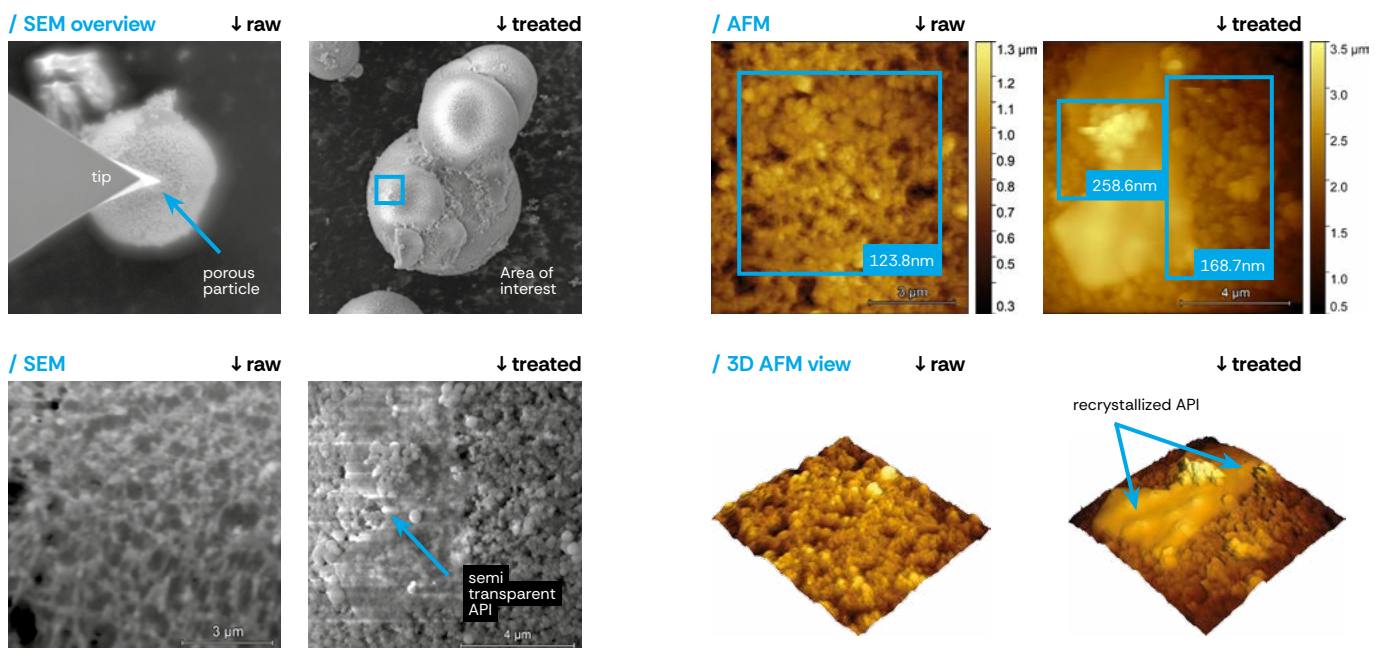 / SEM overview
↓ raw
↓ treated
tip
porous
particle
Area of
interest
/ AFM
↓ raw
↓ treated
1.3 µm
1.2
1.1
1.0
0.9
0.8
0.7
0.6
0.5
0.3
123.8nm
3 µm
258.6nm
168.7nm
4 µm
3.5 µm
3.0
2.5
2.0
1.5
1.0
0.5
/ SEM
↓ raw
↓ treated
3 µm
semi
transparent
API
4 µm
/ 3D AFM view
↓ raw
↓ treated
recrystallized API